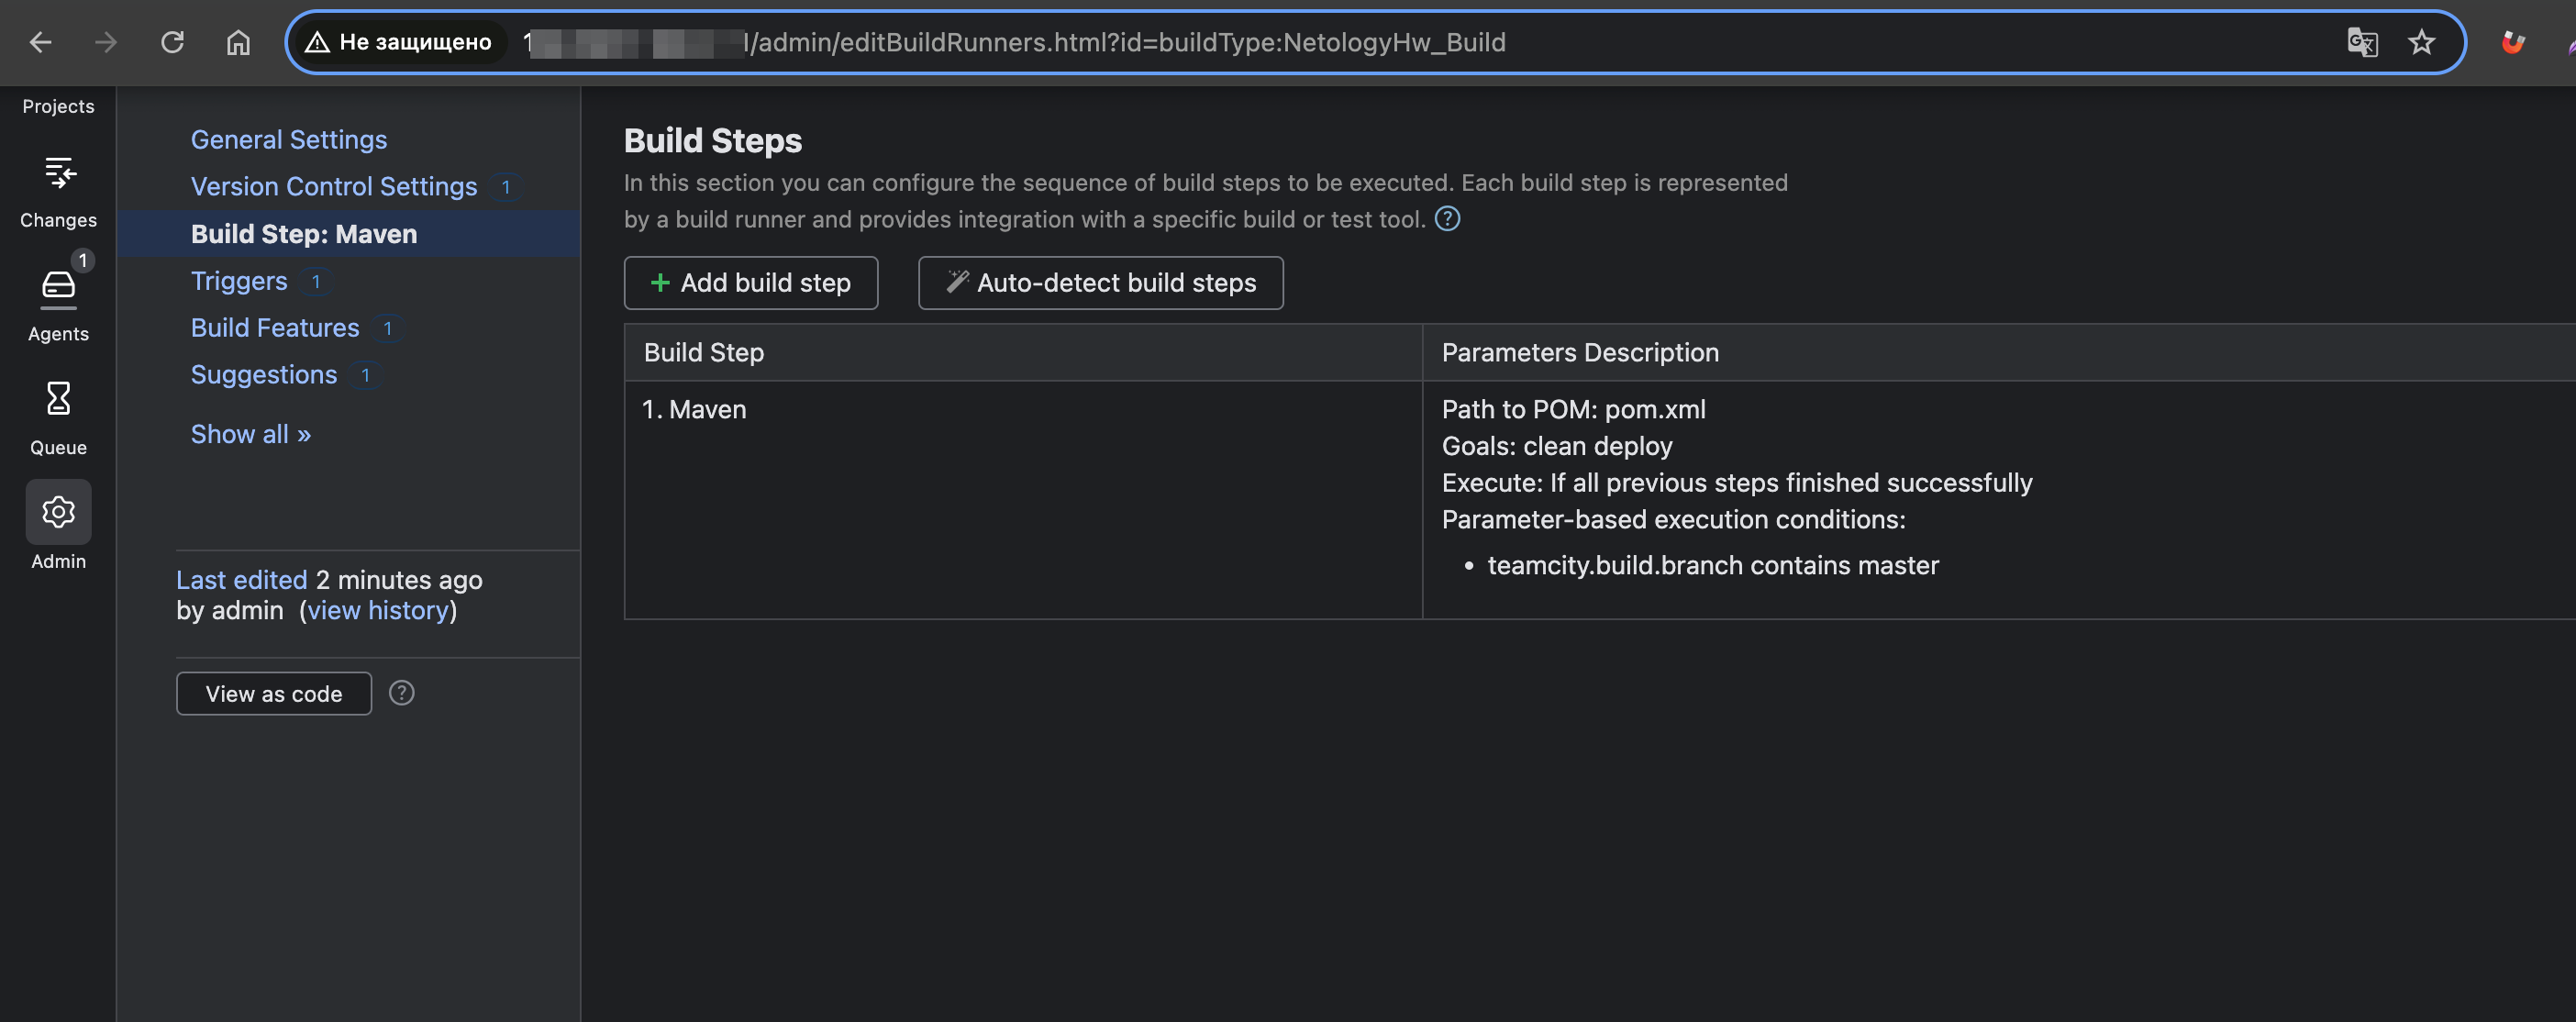 Не защищено /admin/editBuildRunners.html?id=buildType:NetologyHw_Build
Projects
Changes
1
Agents
Queue
Admin
General Settings
Version Control Settings 1
Build Step: Maven
Triggers 1
Build Features 1
Suggestions 1
Show all »
Last edited 2 minutes ago
by admin (view history)
View as code ?
Build Steps
In this section you can configure the sequence of build steps to be executed. Each build step is represented
by a build runner and provides integration with a specific build or test tool. ?
+ Add build step
Auto-detect build steps
Build Step
Parameters Description
1. Maven
Path to POM: pom.xml
Goals: clean deploy
Execute: If all previous steps finished successfully
Parameter-based execution conditions:
• teamcity.build.branch contains master